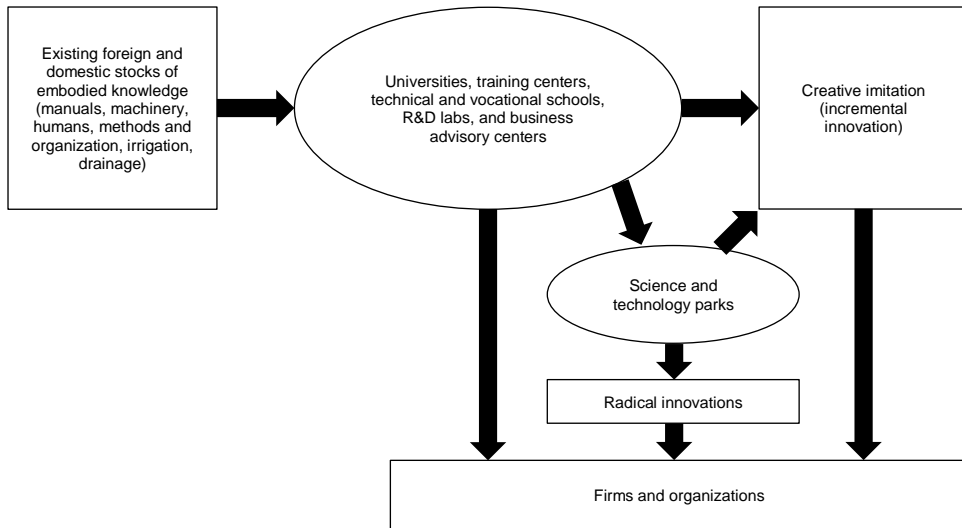 Existing foreign and
domestic stocks of
embodied knowledge
(manuals, machinery,
humans, methods and
organization, irrigation,
drainage)
Universities, training centers,
technical and vocational schools,
R&D labs, and business
advisory centers
Creative imitation
(incremental
innovation)
Science and
technology parks
Radical innovations
Firms and organizations